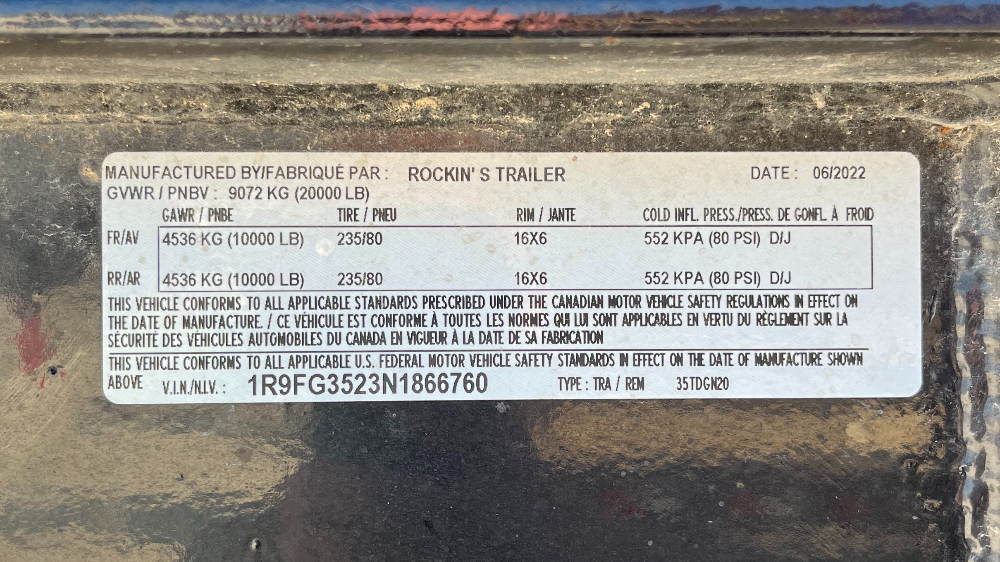 MANUFACTURED BY/FABRIQUÉ PAR : ROCKIN' S TRAILER DATE : 06/2022
GVWR / PNBV : 9072 KG (20000 LB)
GAWR / PNBE TIRE / PNEU RIM / JANTE COLD INFL. PRESS./PRESS. DE GONFL. À FROID
FR/AV 4536 KG (10000 LB) 235/80 16X6 552 KPA (80 PSI) D/J
RR/AR 4536 KG (10000 LB) 235/80 16X6 552 KPA (80 PSI) D/J
THIS VEHICLE CONFORMS TO ALL APPLICABLE STANDARDS PRESCRIBED UNDER THE CANADIAN MOTOR VEHICLE SAFETY REGULATIONS IN EFFECT ON
THE DATE OF MANUFACTURE. / CE VÉHICULE EST CONFORME À TOUTES LES NORMES QUI LUI SONT APPLICABLES EN VERTU DU RÈGLEMENT SUR LA
SÉCURITÉ DES VÉHICULES AUTOMOBILES DU CANADA EN VIGUEUR À LA DATE DE SA FABRICATION
THIS VEHICLE CONFORMS TO ALL APPLICABLE U.S. FEDERAL MOTOR VEHICLE SAFETY STANDARDS IN EFFECT ON THE DATE OF MANUFACTURE SHOWN
ABOVE V.I.N./N.I.V. : 1R9FG3523N1866760 TYPE : TRA / REM 35TDGN20